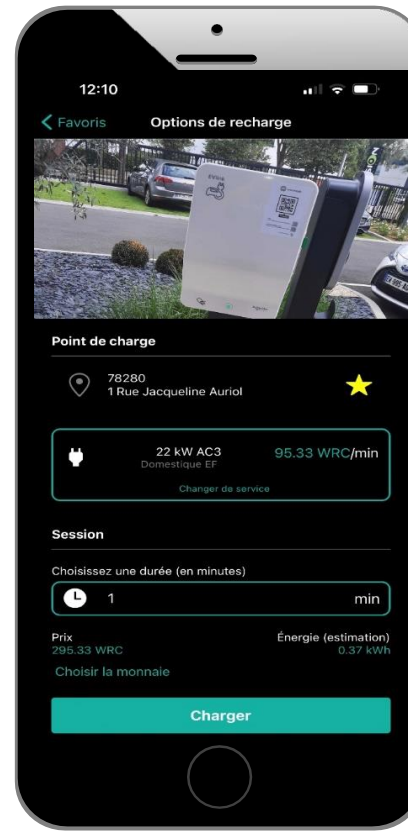 12:10
Favoris
Options de recharge
Point de charge
78280
1 Rue Jacqueline Auriol
22 kW AC3
95.33 WRC/min
Domestique EF
Changer de service
Session
Choisissez une durée (en minutes)
1
min
Prix
Énergie (estimation)
295.33 WRC
0.37 kWh
Choisir la monnaie
Charger